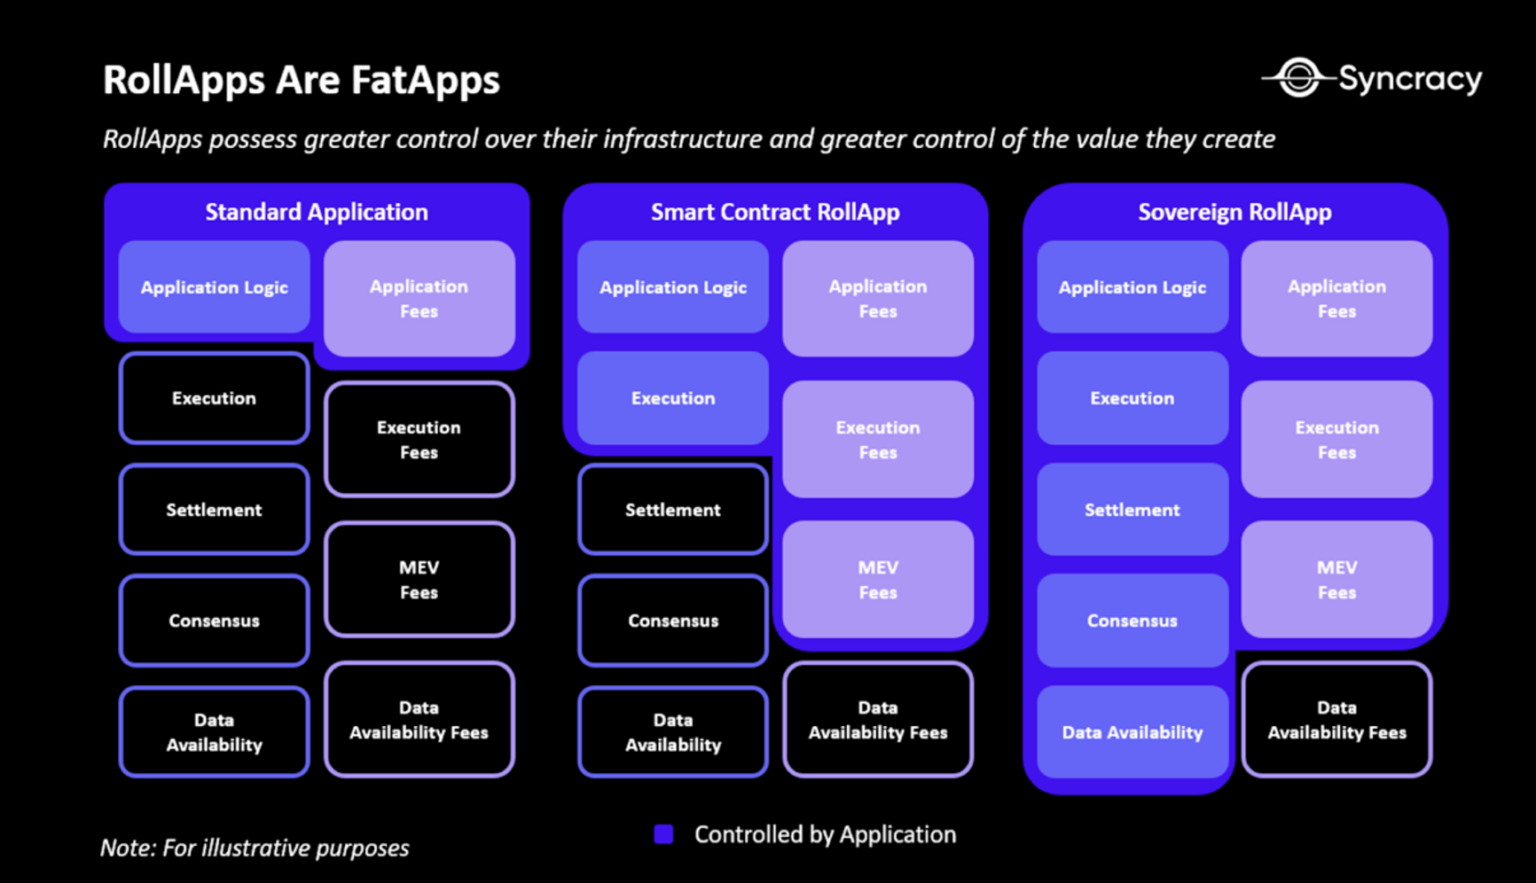 RollApps Are FatApps
Syncracy
RollApps possess greater control over their infrastructure and greater control of the value they create
Standard Application
Application Logic
Application
Fees
Execution
Execution
Fees
Settlement
MEV
Fees
Consensus
Data
Availability
Data
Availability Fees
Smart Contract RollApp
Application Logic
Application
Fees
Execution
Execution
Fees
Settlement
MEV
Fees
Consensus
Data
Availability
Data
Availability Fees
Sovereign RollApp
Application Logic
Application
Fees
Execution
Execution
Fees
Settlement
MEV
Fees
Consensus
Data Availability
Data
Availability Fees
Controlled by Application
Note: For illustrative purposes